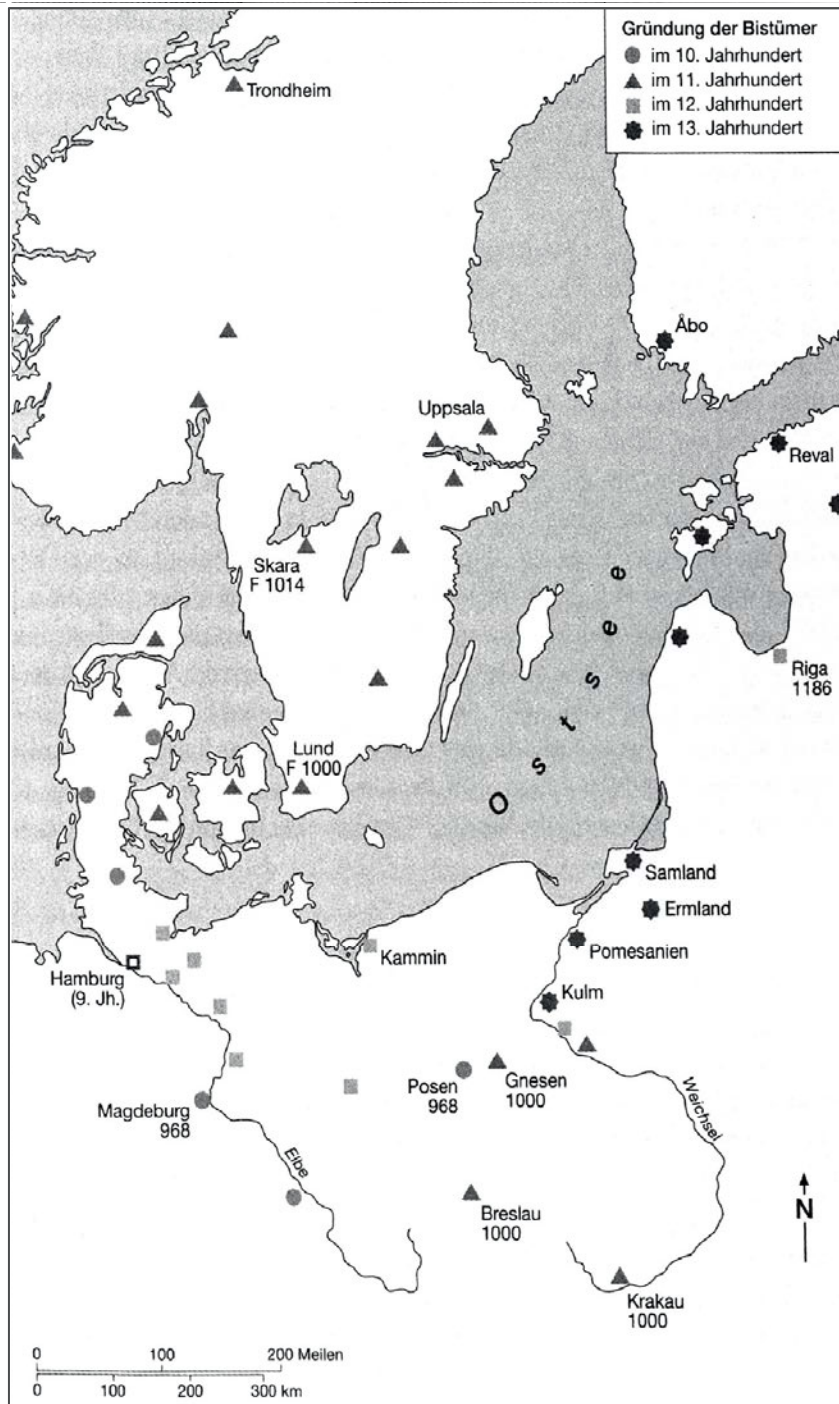 Gründung der Bistümer
im 10. Jahrhundert
im 11. Jahrhundert
im 12. Jahrhundert
im 13. Jahrhundert
Trondheim
Åbo
Uppsala
Reval
Skara
F 1014
Ostsee
Riga
1186
Lund
F 1000
Samland
Ermland
Pomesanien
Kammin
Hamburg
(9. Jh.)
Kulm
Posen
968
Gnesen
1000
Weichsel
Magdeburg
968
Elbe
Breslau
1000
N
Krakau
1000
0 100 200 Meilen
0 100 200 300 km